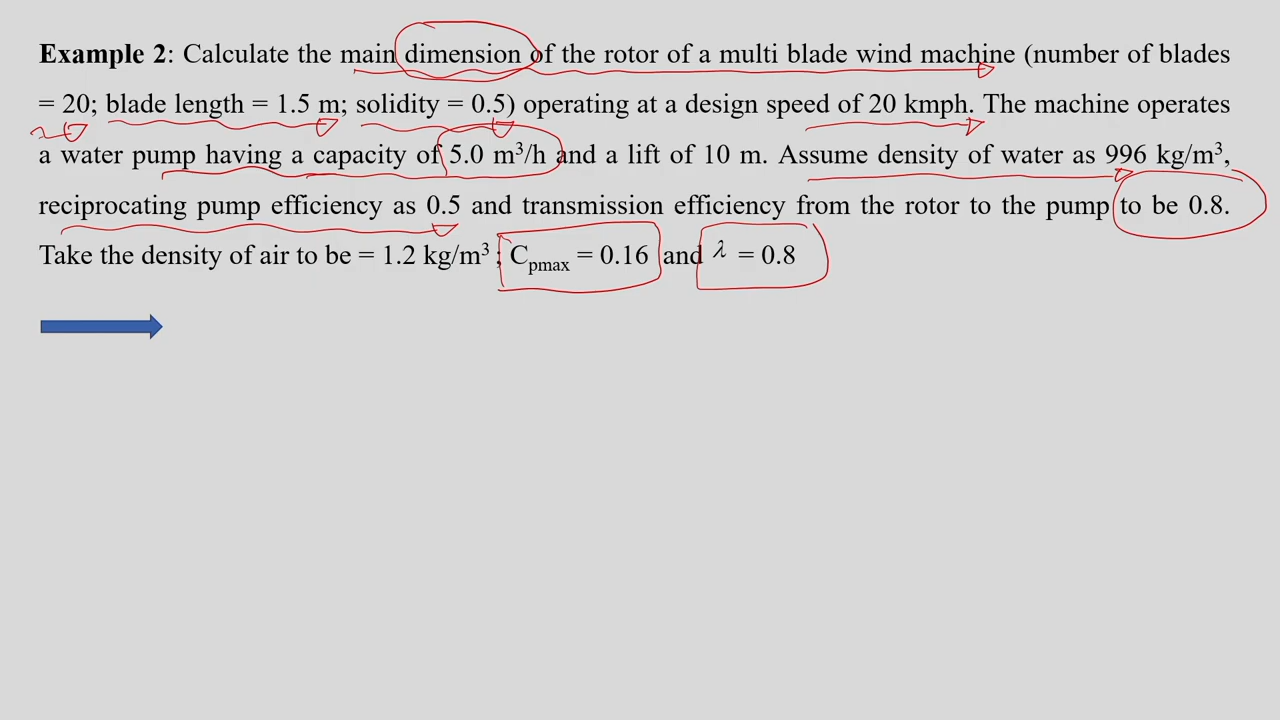 Example 2: Calculate the main dimension of the rotor of a multi blade wind machine (number of blades
= 20; blade length = 1.5 m; solidity = 0.5) operating at a design speed of 20 kmph. The machine operates
a water pump having a capacity of 5.0 m³/h and a lift of 10 m. Assume density of water as 996 kg/m³,
reciprocating pump efficiency as 0.5 and transmission efficiency from the rotor to the pump to be 0.8.
Take the density of air to be = 1.2 kg/m³ ; Cpmax = 0.16 and λ = 0.8